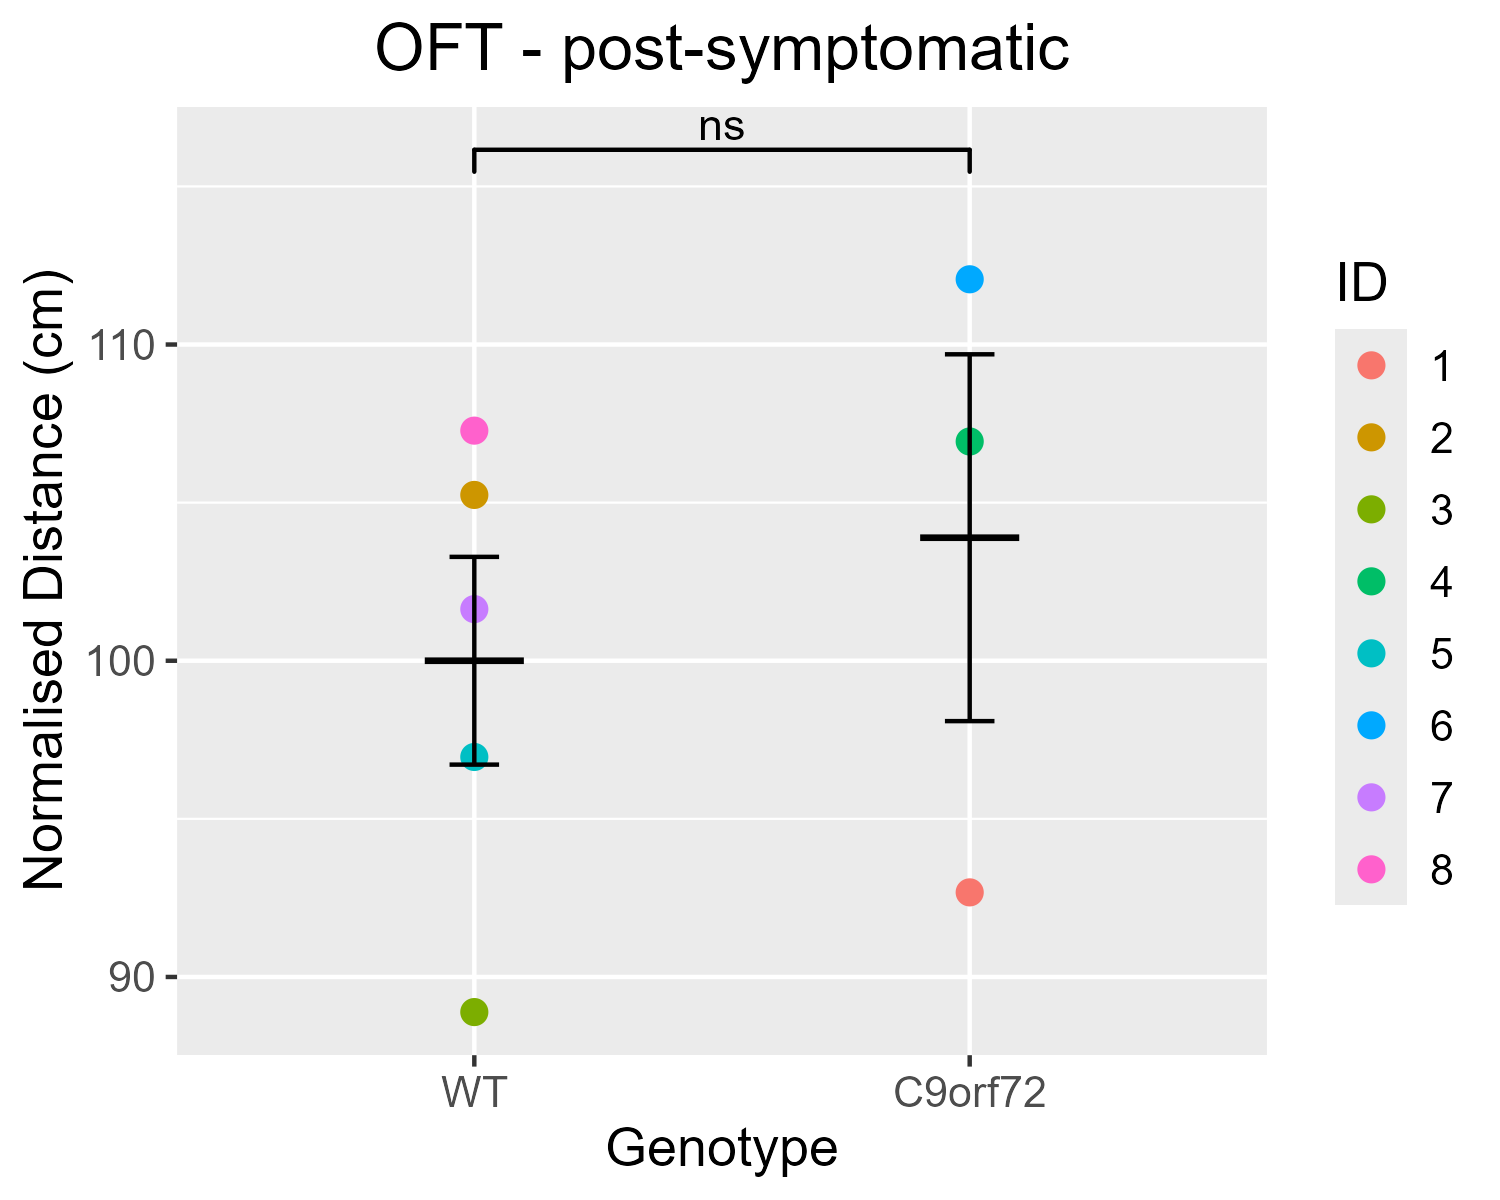 OFT - post-symptomatic
ns
Normalised Distance (cm)
110
100
90
WT
C9orf72
Genotype
ID
1
2
3
4
5
6
7
8